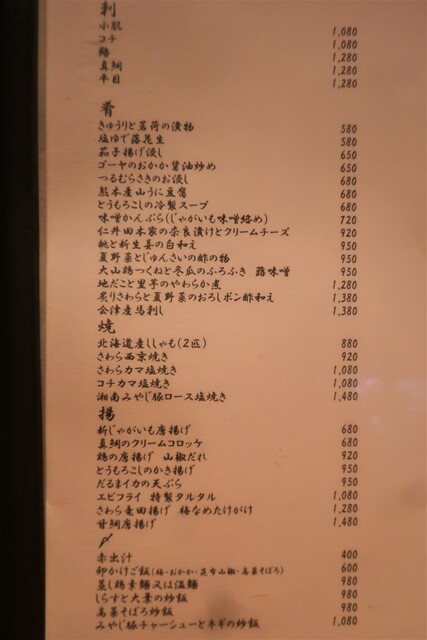 刺
小肌 1,080
コチ 1,080
1,280
真鯛 1,280
平目 1,280
肴
きゅうりと茗荷の漬物 580
塩ゆで落花生 580
茄子揚げ浸し 650
ゴーヤのおかか醤油炒め 650
つるむらさきのお浸し 680
熊本産山うに豆腐 680
とうもろこしの冷製スープ 680
味噌かんぷら(じゃがいも味噌絡め) 720
仁井田本家の奈良漬けとクリームチーズ 920
桃と新生姜の白和え 950
夏野菜とじゅんさいの酢の物 950
大山鶏つくねと冬瓜のふろふき 蕗味噌 950
地だこと里芋のやわらか煮 1,280
炙りさわらと夏野菜のおろしポン酢和え 1,380
会津産馬刺し 1,380
焼
北海道産ししゃも(2匹) 880
さわら西京焼き 920
さわらカマ塩焼き 1,080
コチカマ塩焼き 1,080
湘南みやじ豚ロース塩焼き 1,480
揚
新じゃがいも唐揚げ 680
真鯛のクリームコロッケ 680
鶏の唐揚げ 山椒だれ 920
とうもろこしのかき揚げ 950
だるまイカの天ぷら 950
エビフライ 特製タルタル 1,080
さわら竜田揚げ 梅なめたけがけ 1,280
甘鯛唐揚げ 1,480
〆
赤出汁 400
卵かけご飯(梅・おかか・昆布山椒・高菜そぼろ) 600
蒸し鶏素麺又は温麺 980
しらすと大葉の炒飯 980
高菜そぼろ炒飯 980
みやじ豚チャーシューとネギの炒飯 1,080